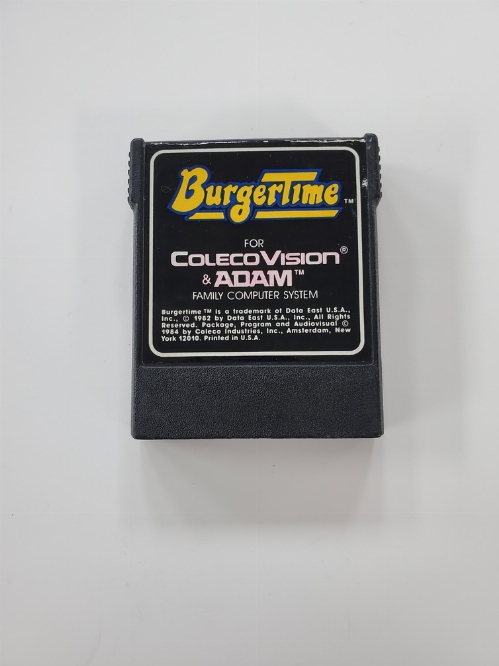 BurgerTime™
FOR
COLECOVISION®
& ADAM™
FAMILY COMPUTER SYSTEM
Burgertime™ is a trademark of Data East U.S.A.,
Inc., © 1982 by Data East U.S.A., Inc., All Rights
Reserved. Package, Program and Audiovisual ©
1984 by Coleco Industries, Inc., Amsterdam, New
York 12010. Printed in U.S.A.